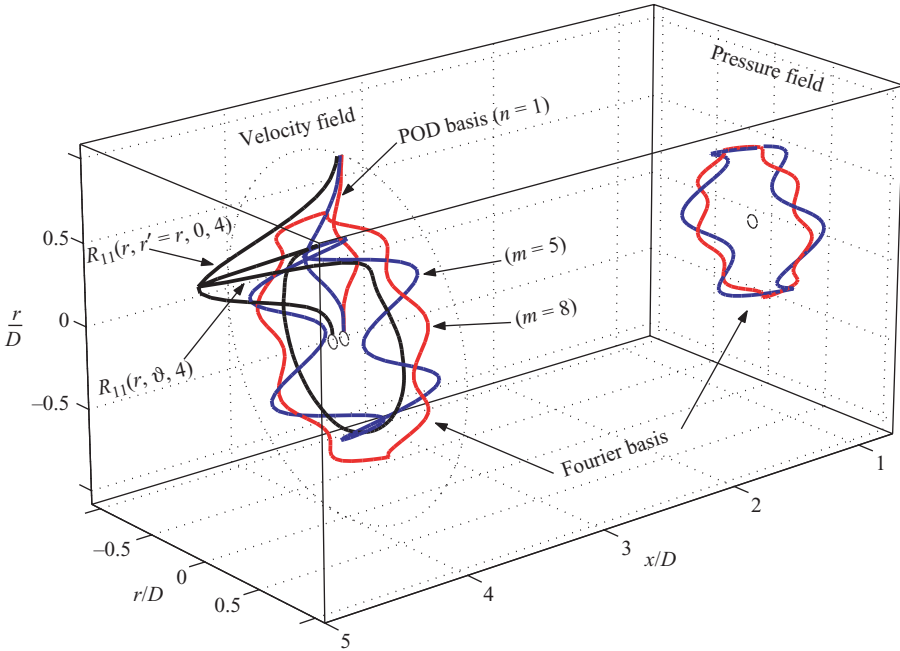 Pressure field
Velocity field
POD basis (n = 1)
R₁₁(r, r′ = r, 0, 4)
(m = 5)
(m = 8)
R₁₁(r, ϑ, 4)
Fourier basis
r
D
0.5
0
−0.5
−0.5
0
0.5
r/D
5
4
3
2
1
x/D